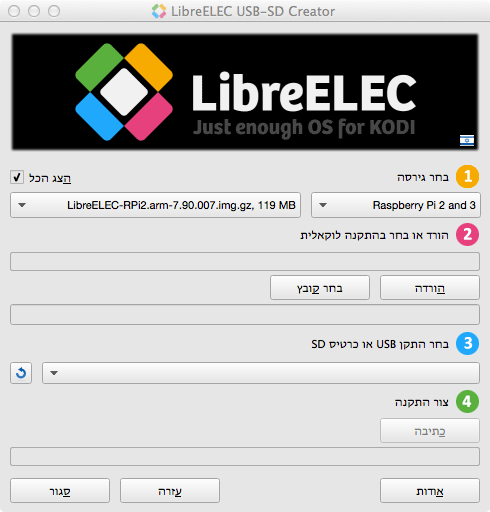 LibreELEC USB-SD Creator
LibreELEC
Just enough OS for KODI
1 בחר גירסה
הצג הכל
Raspberry Pi 2 and 3
LibreELEC-RPi2.arm-7.90.007.img.gz, 119 MB
2 הורד או בחר בהתקנה לוקאלית
הורדה
בחר קובץ
3 בחר התקן USB או כרטיס SD
4 צור התקנה
כתיבה
אודות
עזרה
סגור